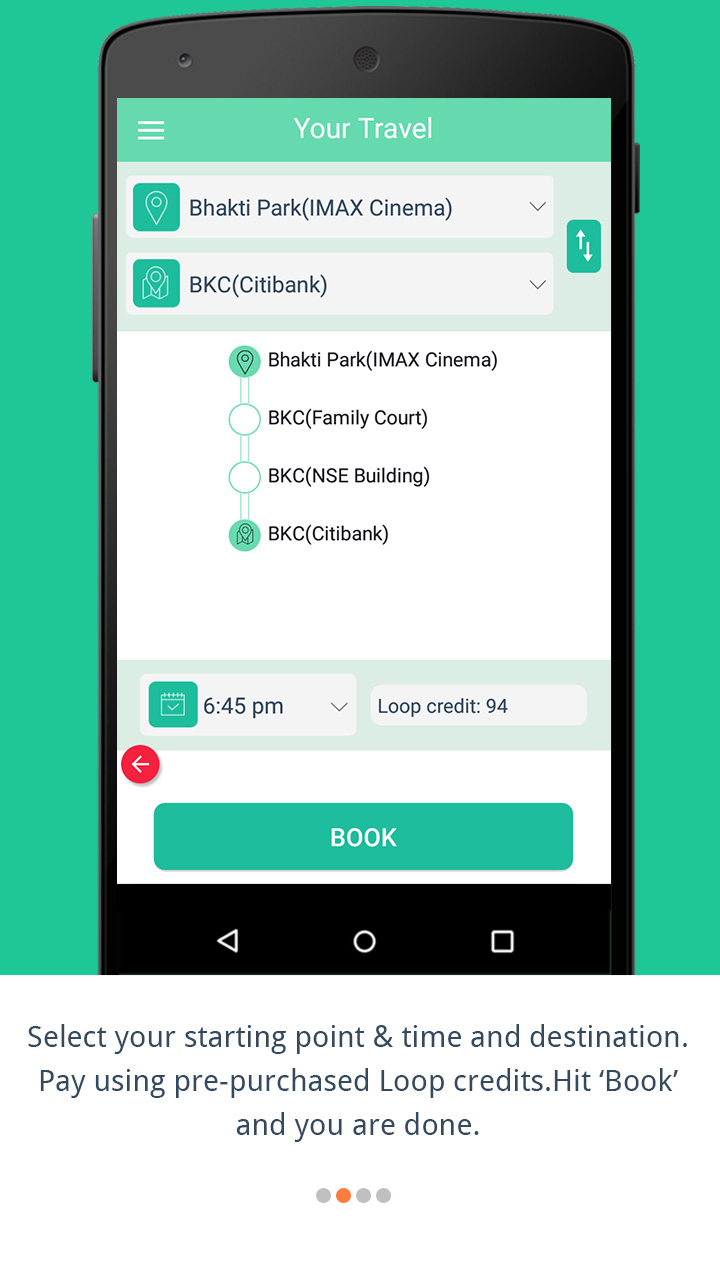 Your Travel
Bhakti Park(IMAX Cinema)
BKC(Citibank)
Bhakti Park(IMAX Cinema)
BKC(Family Court)
BKC(NSE Building)
BKC(Citibank)
6:45 pm
Loop credit: 94
BOOK
Select your starting point & time and destination.
Pay using pre-purchased Loop credits.Hit ‘Book’
and you are done.